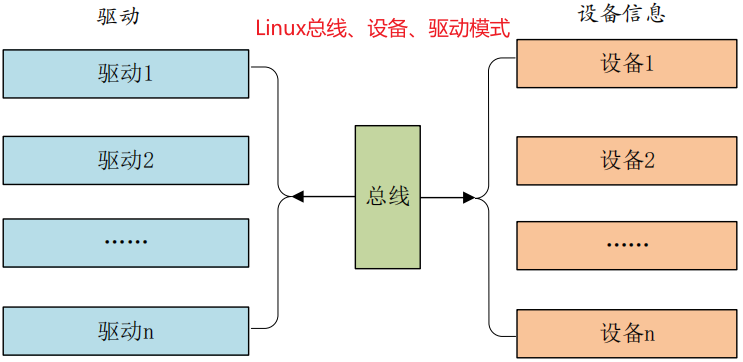 驱动
Linux总线、设备、驱动模式
设备信息
驱动1
驱动2
······
驱动n
总线
设备1
设备2
······
设备n